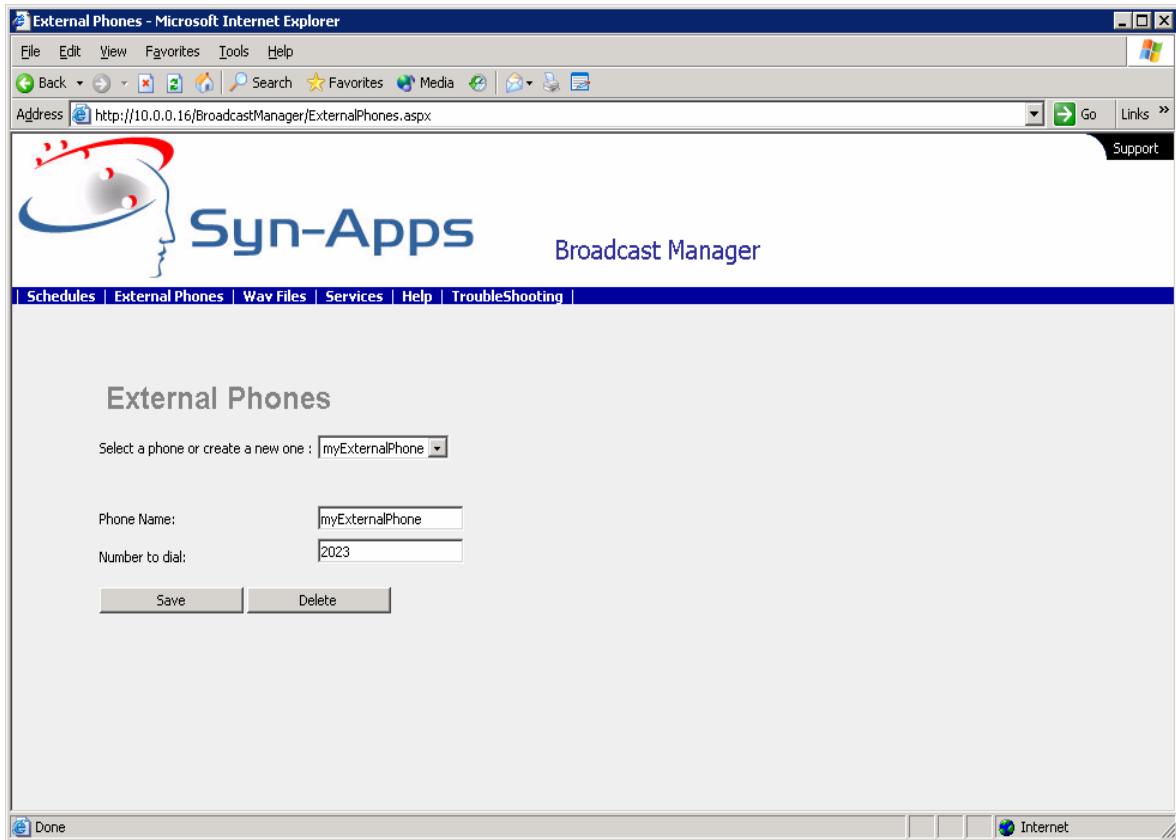 External Phones - Microsoft Internet Explorer
File Edit View Favorites Tools Help
Back Search Favorites Media
Address http://10.0.0.16/BroadcastManager/ExternalPhones.aspx Go Links »
Support
Syn-Apps
Broadcast Manager
| Schedules | External Phones | Wav Files | Services | Help | TroubleShooting |
External Phones
Select a phone or create a new one : myExternalPhone
Phone Name: myExternalPhone
Number to dial: 2023
Save Delete
Done Internet